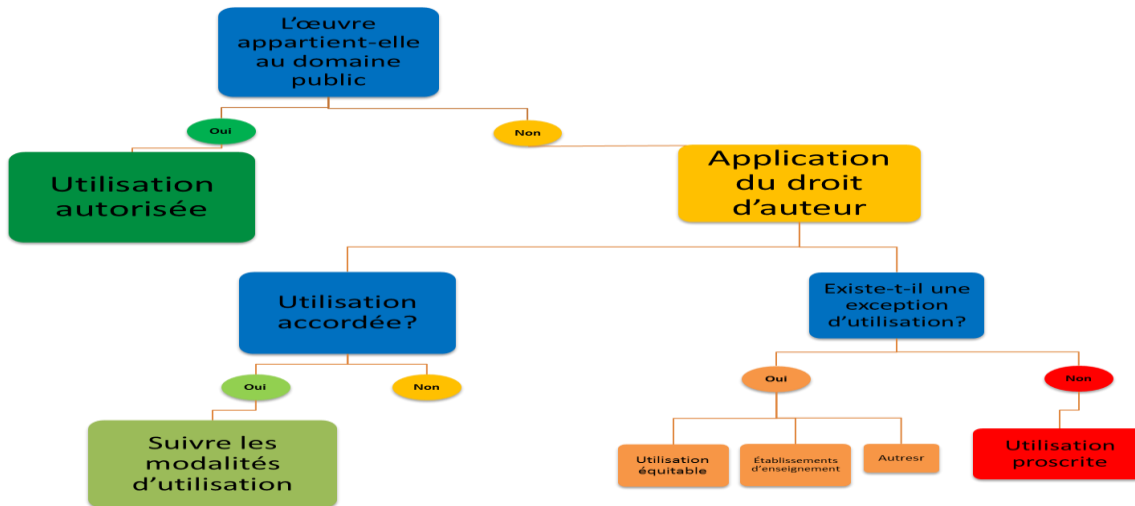 L’œuvre
appartient-elle
au domaine
public
Oui
Non
Utilisation
autorisée
Application
du droit
d’auteur
Utilisation
accordée?
Existe-t-il une
exception
d’utilisation?
Oui
Non
Oui
Non
Suivre les
modalités
d’utilisation
Utilisation
équitable
Établissements
d’enseignement
Autresr
Utilisation
proscrite